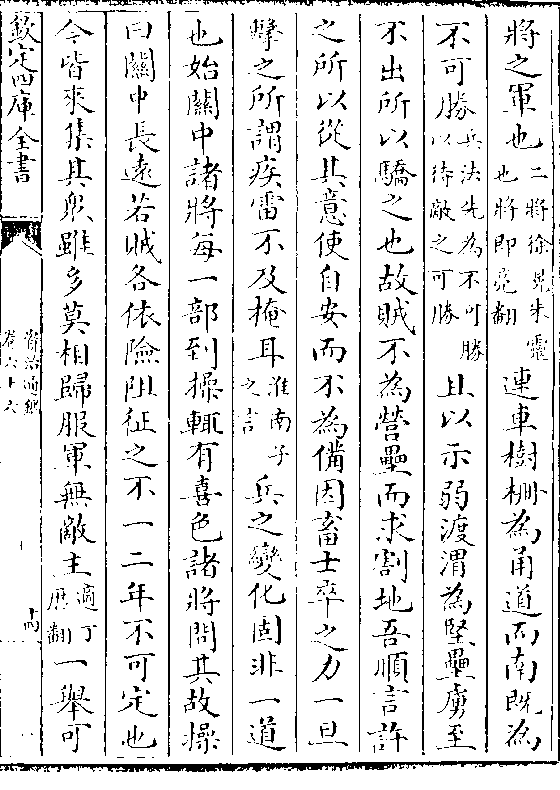 將之軍也二將徐晃朱靈也將即亮翻連車樹柵為甬道而南既為
不可勝兵法先為不可勝以待敵之可勝且以示弱渡渭為堅壘虜至
不出所以驕之也故賊不為營壘而求割地吾順言許
之所以從其意使自安而不為備因畜士卒之力一旦
擊之所謂疾雷不及掩耳淮南子之言兵之變化固非一道
也始關中諸將每一部到操輒有喜色諸將問其故操
曰關中長遠若賊各依險阻征之不一二年不可定也
今皆來集其衆雖多莫相歸服軍無敵主適丁厯翻一舉可
欽定四庫全書
資治通鑑
卷六十六
十四